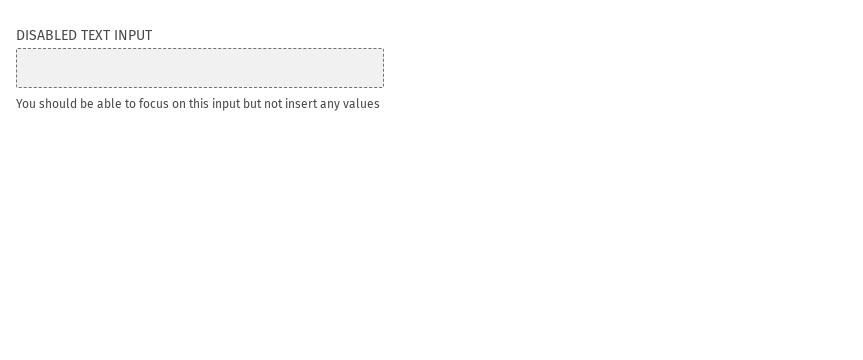 DISABLED TEXT INPUT
You should be able to focus on this input but not insert any values